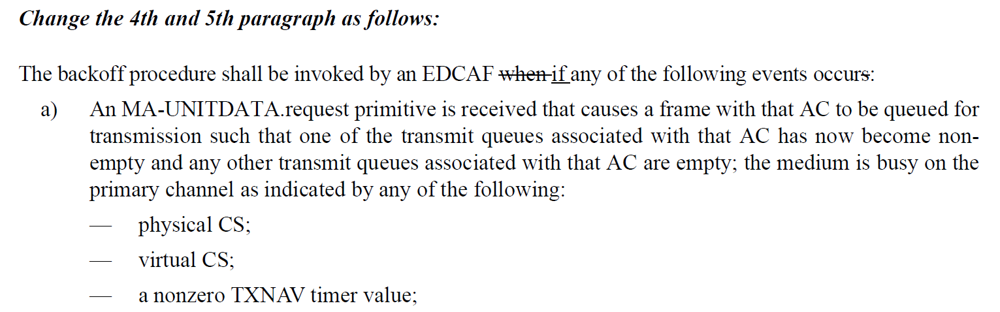 Change the 4th and 5th paragraph as follows:
The backoff procedure shall be invoked by an EDCAF when if any of the following events occurs:
a) An MA-UNITDATA.request primitive is received that causes a frame with that AC to be queued for
transmission such that one of the transmit queues associated with that AC has now become non-
empty and any other transmit queues associated with that AC are empty; the medium is busy on the
primary channel as indicated by any of the following:
— physical CS;
— virtual CS;
— a nonzero TXNAV timer value;